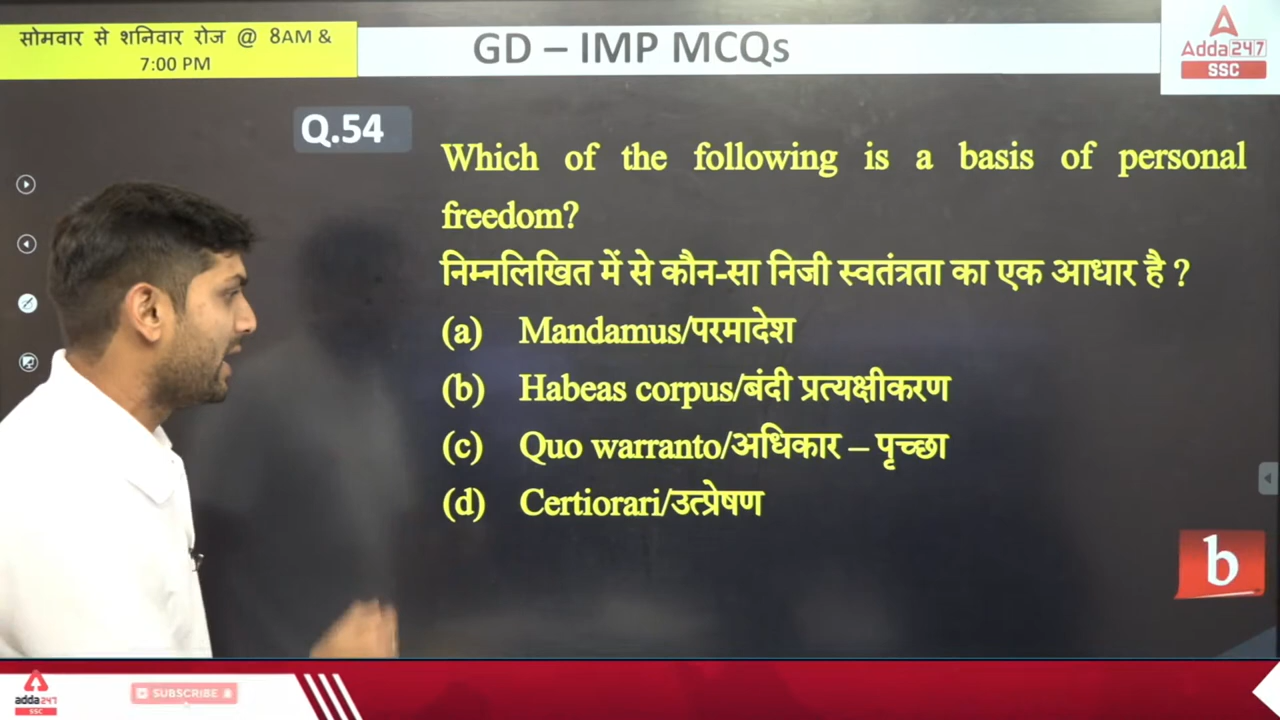 सोमवार से शनिवार रोज @ 8AM &
7:00 PM
GD – IMP MCQs
Adda247
SSC
Q.54
Which of the following is a basis of personal
freedom?
निम्नलिखित में से कौन-सा निजी स्वतंत्रता का एक आधार है ?
(a) Mandamus/परमादेश
(b) Habeas corpus/बंदी प्रत्यक्षीकरण
(c) Quo warranto/अधिकार – पृच्छा
(d) Certiorari/उत्प्रेषण
b
adda247
SSC
SUBSCRIBE